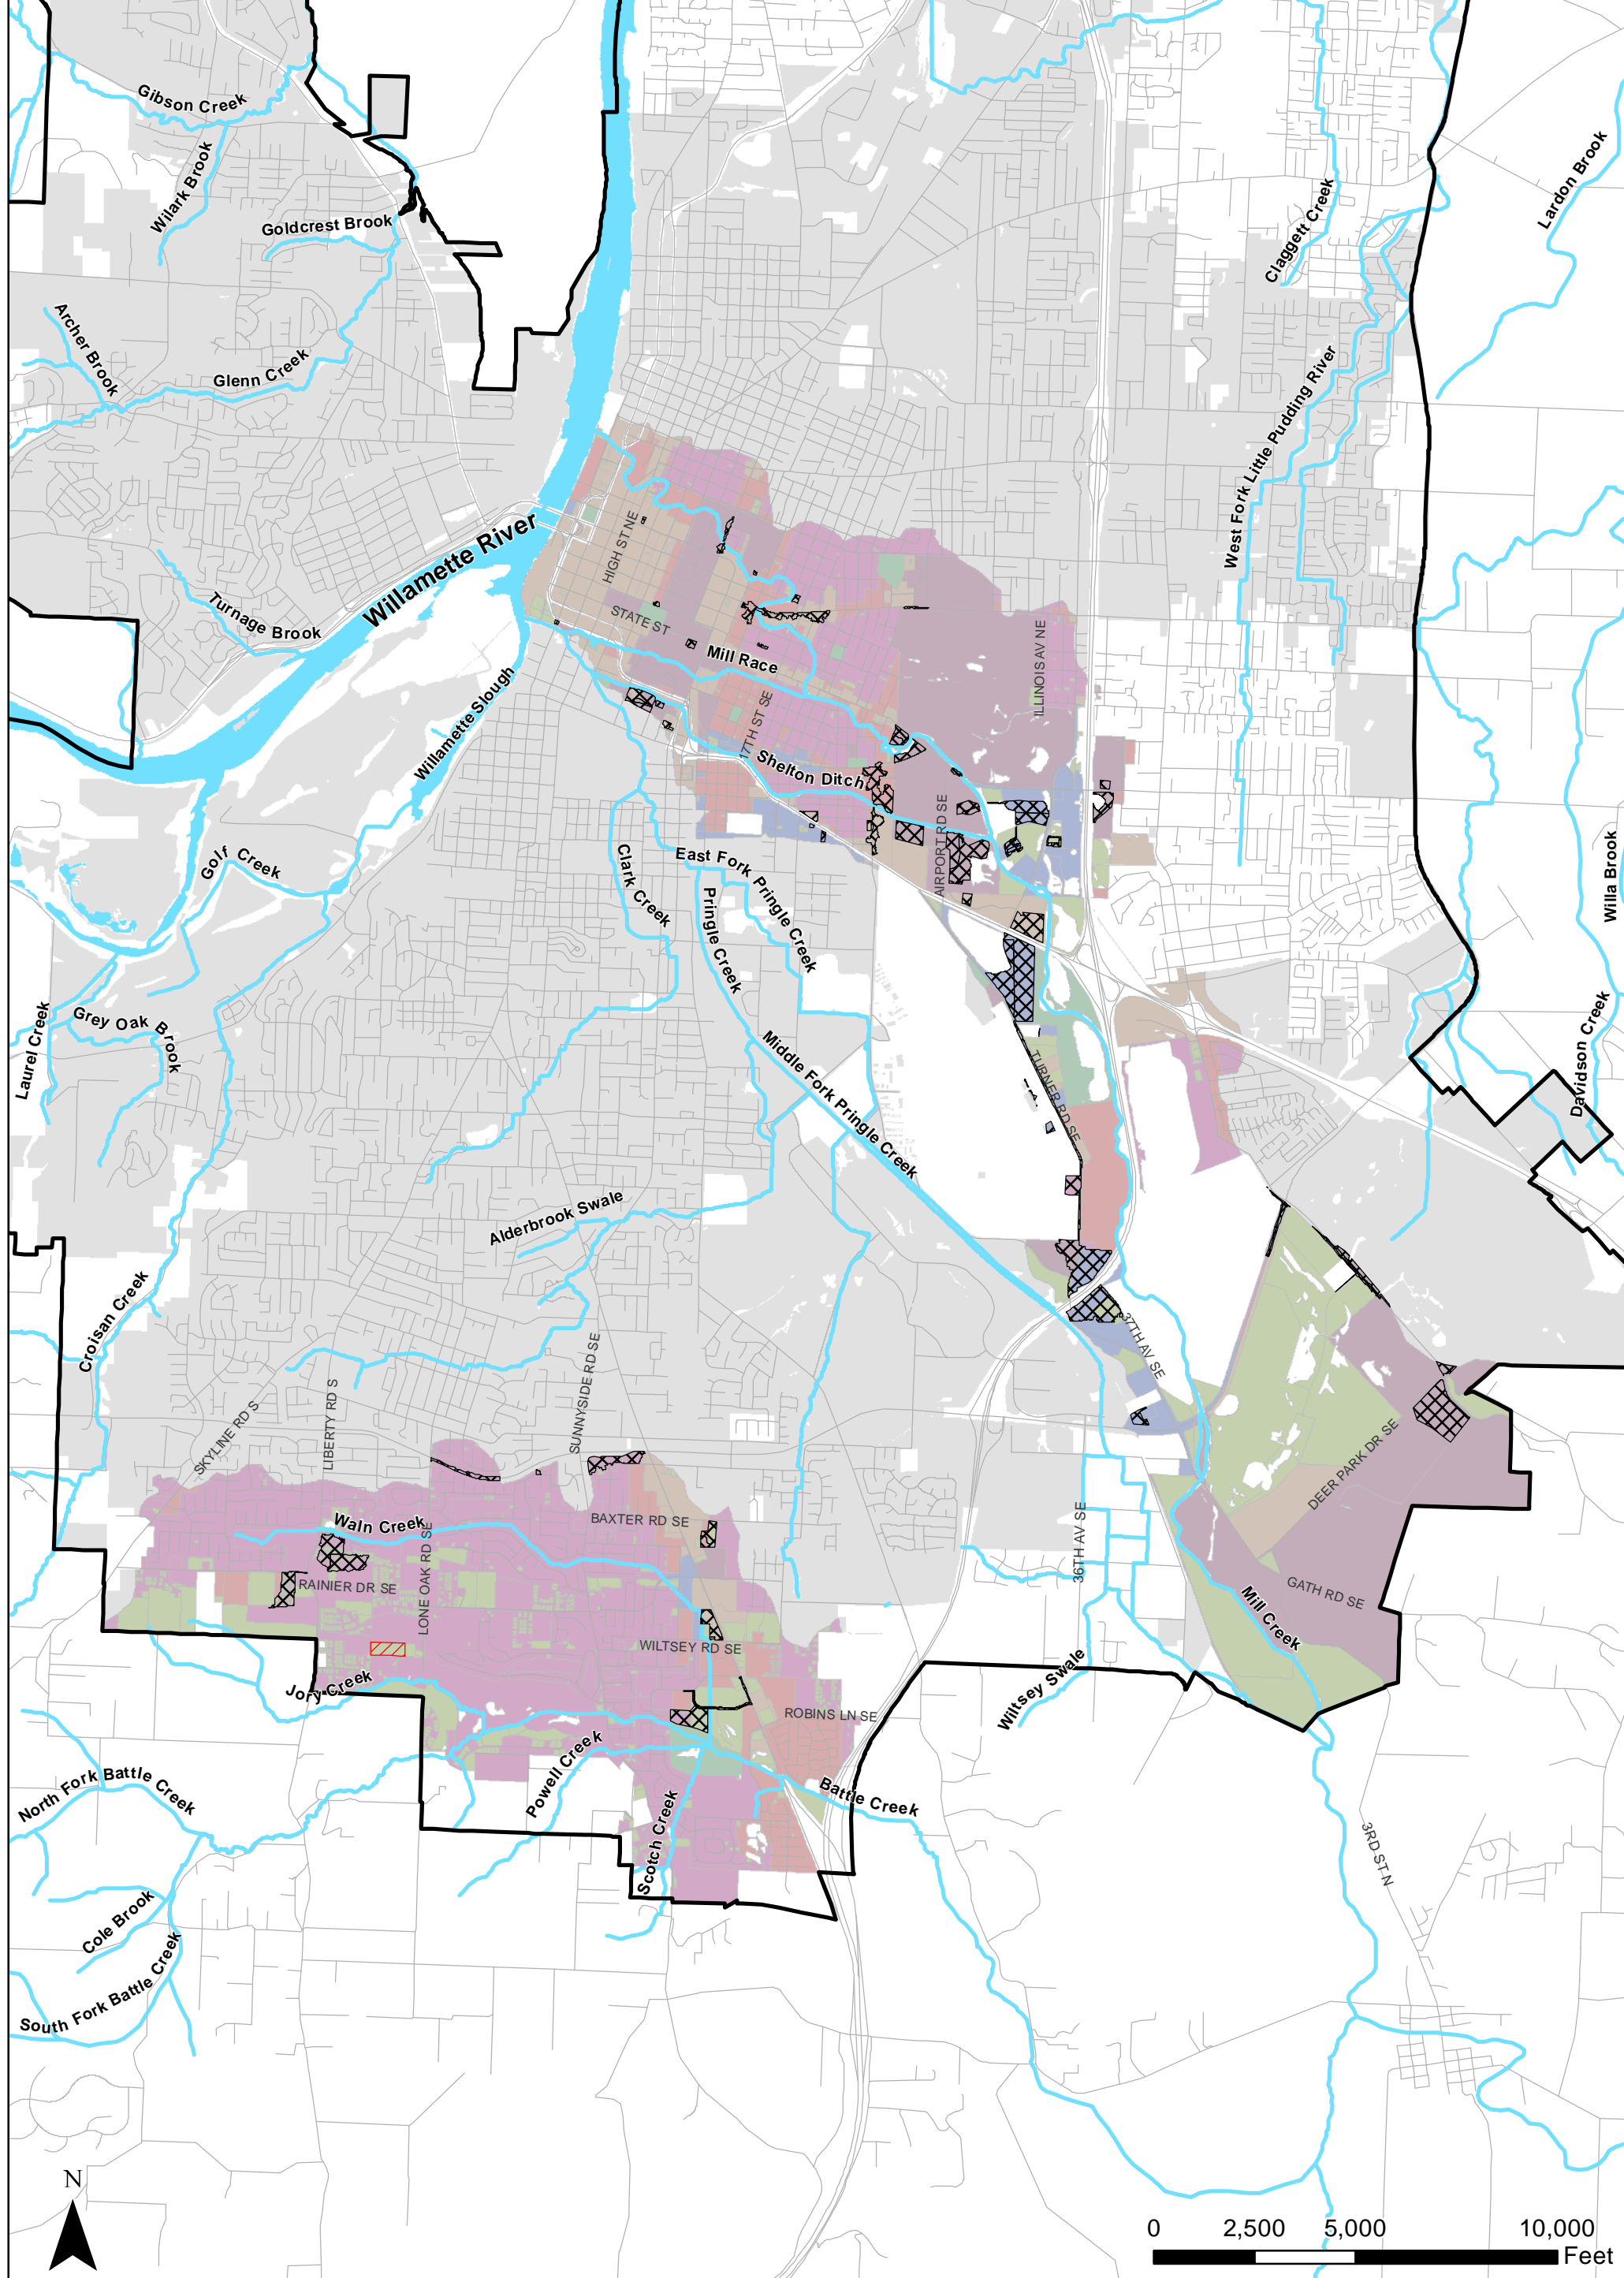 Gibson Creek
Wilark Brook
Goldcrest Brook
Claggett Creek
Lardon Brook
Archer Brook
Glenn Creek
West Fork Little Pudding River
Willamette River
HIGH ST NE
Turnage Brook
STATE ST
Mill Race
ILLINOIS AV NE
Willamette Slough
17TH ST SE
Shelton Ditch
AIRPORT RD SE
Golf Creek
Clark Creek
East Fork Pringle Creek
Pringle Creek
Willa Brook
Laurel Creek
Grey Oak Brook
Middle Fork Pringle Creek
TURNER RD SE
Davidson Creek
Alderbrook Swale
Croisan Creek
37TH AV SE
SKYLINE RD S
LIBERTY RD S
SUNNYSIDE RD SE
DEER PARK DR SE
Waln Creek
BAXTER RD SE
36TH AV SE
RAINIER DR SE
LONE OAK RD SE
GATH RD SE
Mill Creek
WILTSEY RD SE
Jory Creek
Wiltsey Swale
ROBINS LN SE
Powell Creek
North Fork Battle Creek
Battle Creek
Scotch Creek
3RD ST N
Cole Brook
South Fork Battle Creek
N
0 2,500 5,000 10,000
Feet